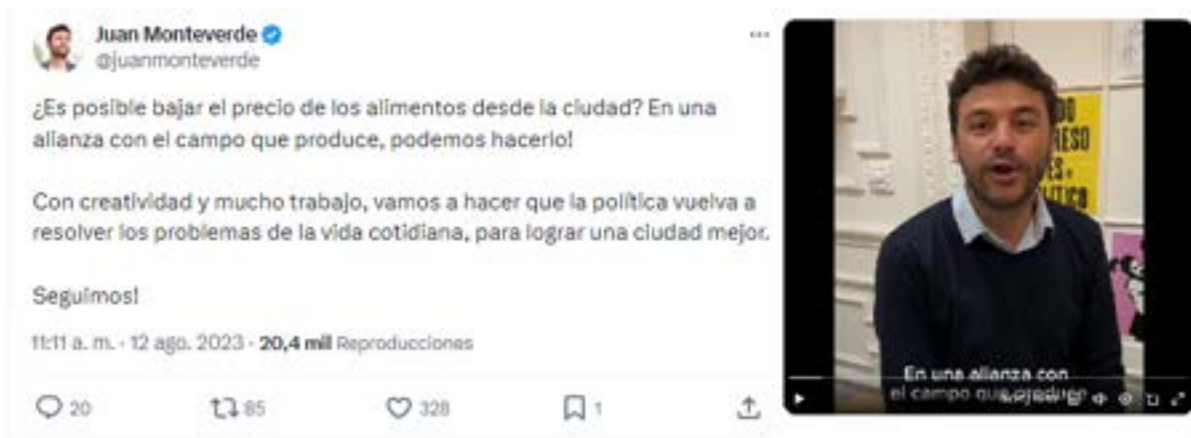 Juan Monteverde
@juanmonteverde
¿Es posible bajar el precio de los alimentos desde la ciudad? En una
alianza con el campo que produce, podemos hacerlo!
Con creatividad y mucho trabajo, vamos a hacer que la política vuelva a
resolver los problemas de la vida cotidiana, para lograr una ciudad mejor.
Seguimos!
11:11 a. m. · 12 ago. 2023 · 20,4 mil Reproducciones
20 85 328 1
RESO
ES
En una alianza con
el campo que producen